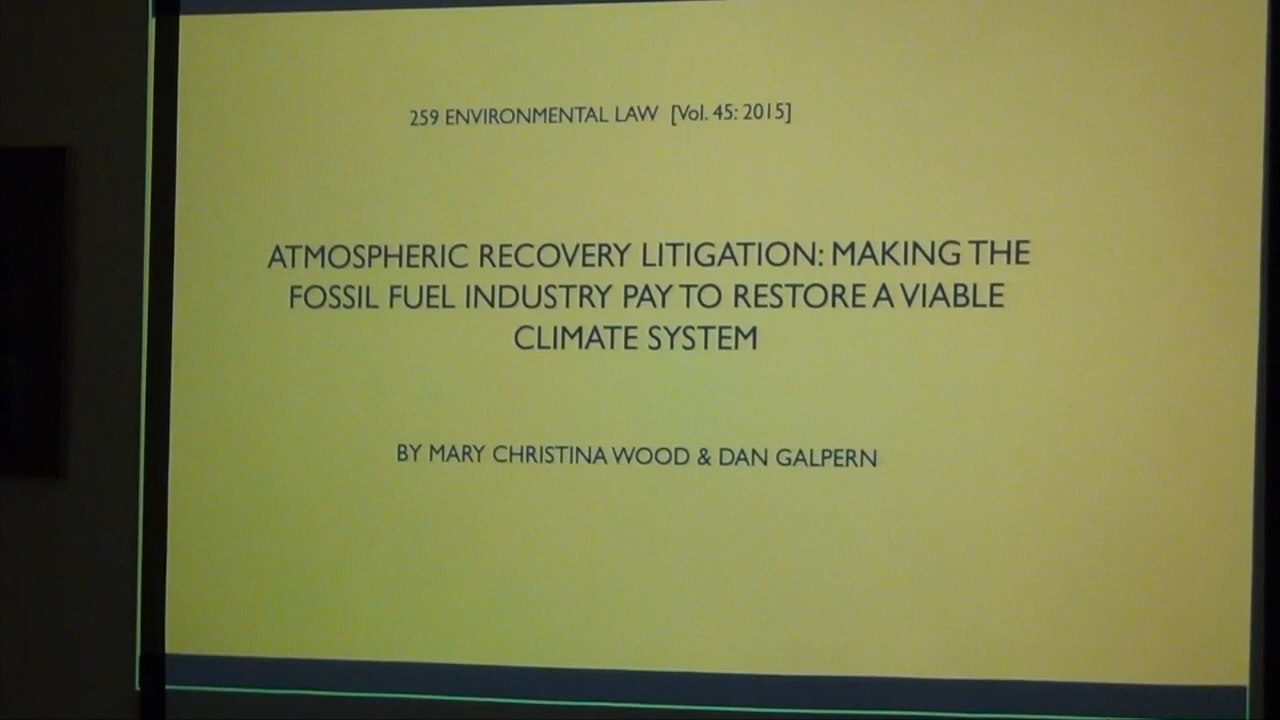 259 ENVIRONMENTAL LAW [Vol. 45: 2015]
ATMOSPHERIC RECOVERY LITIGATION: MAKING THE
FOSSIL FUEL INDUSTRY PAY TO RESTORE A VIABLE
CLIMATE SYSTEM
BY MARY CHRISTINA WOOD & DAN GALPERN